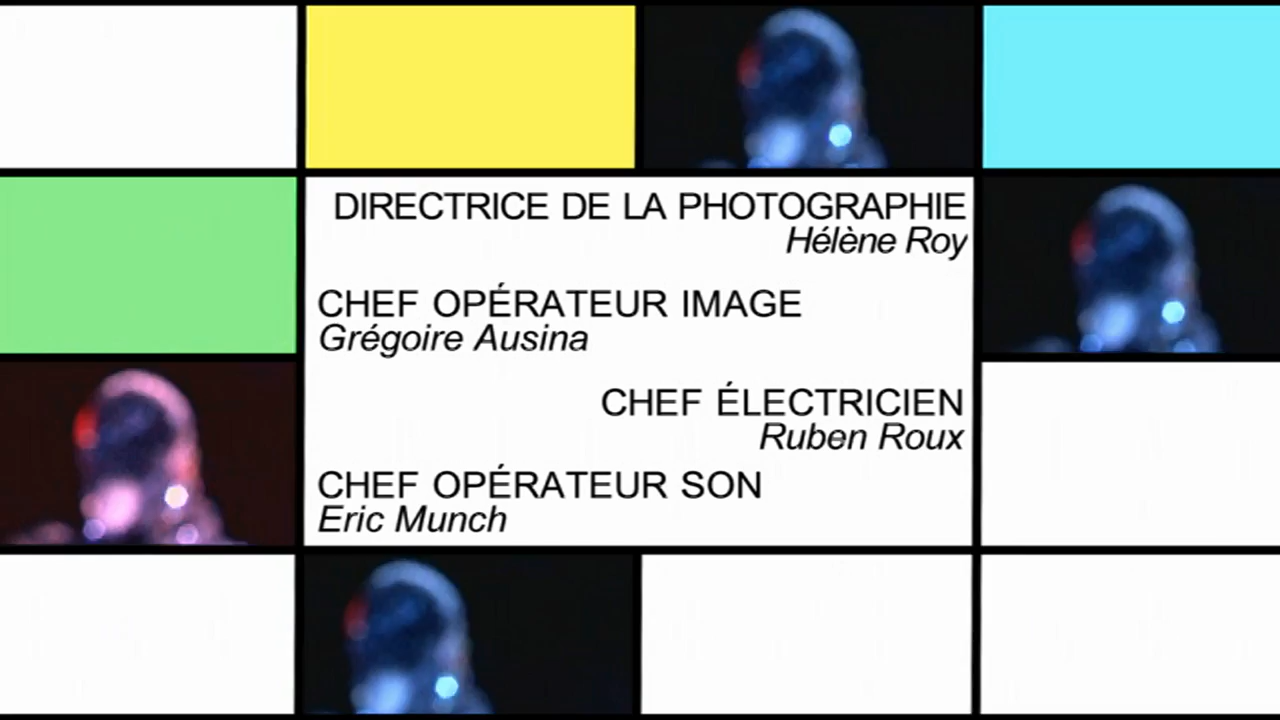 DIRECTRICE DE LA PHOTOGRAPHIE
Hélène Roy
CHEF OPÉRATEUR IMAGE
Grégoire Ausina
CHEF ÉLECTRICIEN
Ruben Roux
CHEF OPÉRATEUR SON
Eric Munch